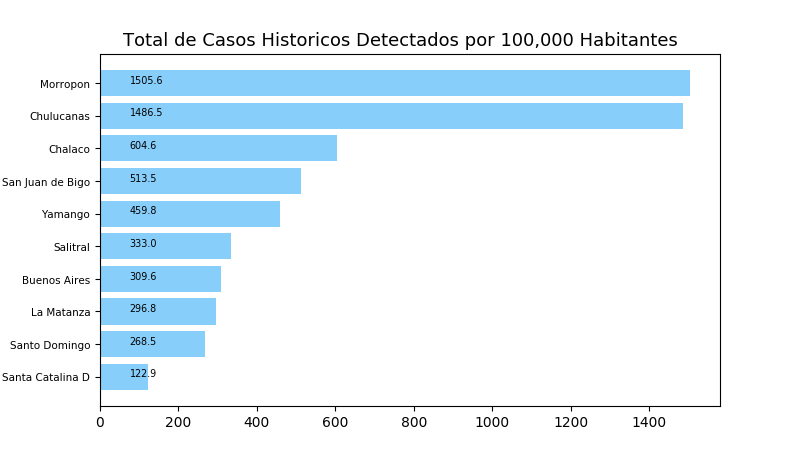 Total de Casos Historicos Detectados por 100,000 Habitantes
Morropon 1505.6
Chulucanas 1486.5
Chalaco 604.6
San Juan de Bigo 513.5
Yamango 459.8
Salitral 333.0
Buenos Aires 309.6
La Matanza 296.8
Santo Domingo 268.5
Santa Catalina D 122.9
0 200 400 600 800 1000 1200 1400